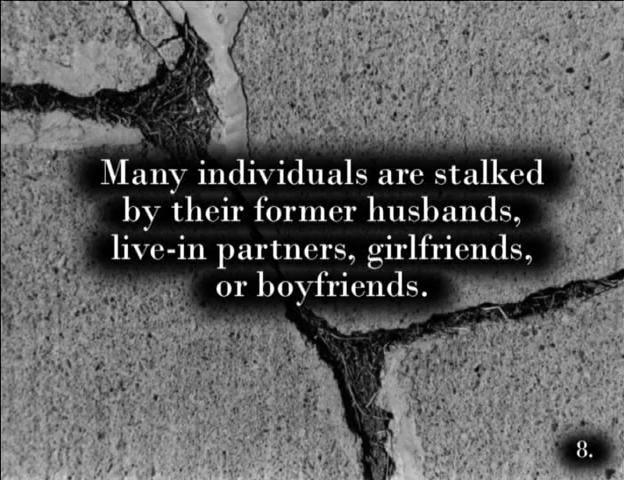 Many individuals are stalked
by their former husbands,
live-in partners, girlfriends,
or boyfriends.
8.